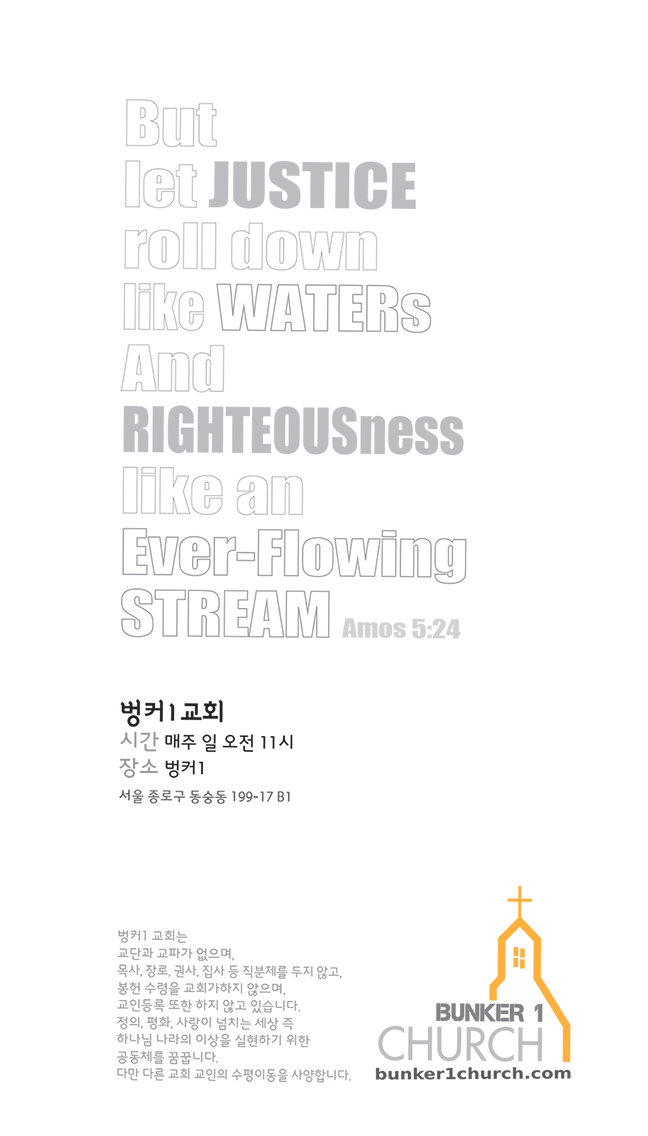 But
let JUSTICE
roll down
like WATERs
And
RIGHTEOUSness
like an
Ever-Flowing
STREAM Amos 5:24
벙커1교회
시간 매주 일 오전 11시
장소 벙커1
서울 종로구 동숭동 199-17 B1
벙커1 교회는
교단과 교파가 없으며,
목사, 장로, 권사, 집사 등 직분제를 두지 않고,
봉헌 수령을 교회가하지 않으며,
교인등록 또한 하지 않고 있습니다.
정의, 평화, 사랑이 넘치는 세상 즉
하나님 나라의 이상을 실현하기 위한
공동체를 꿈꿉니다.
다만 다른 교회 교인의 수평이동을 사양합니다.
BUNKER 1
CHURCH
bunker1church.com